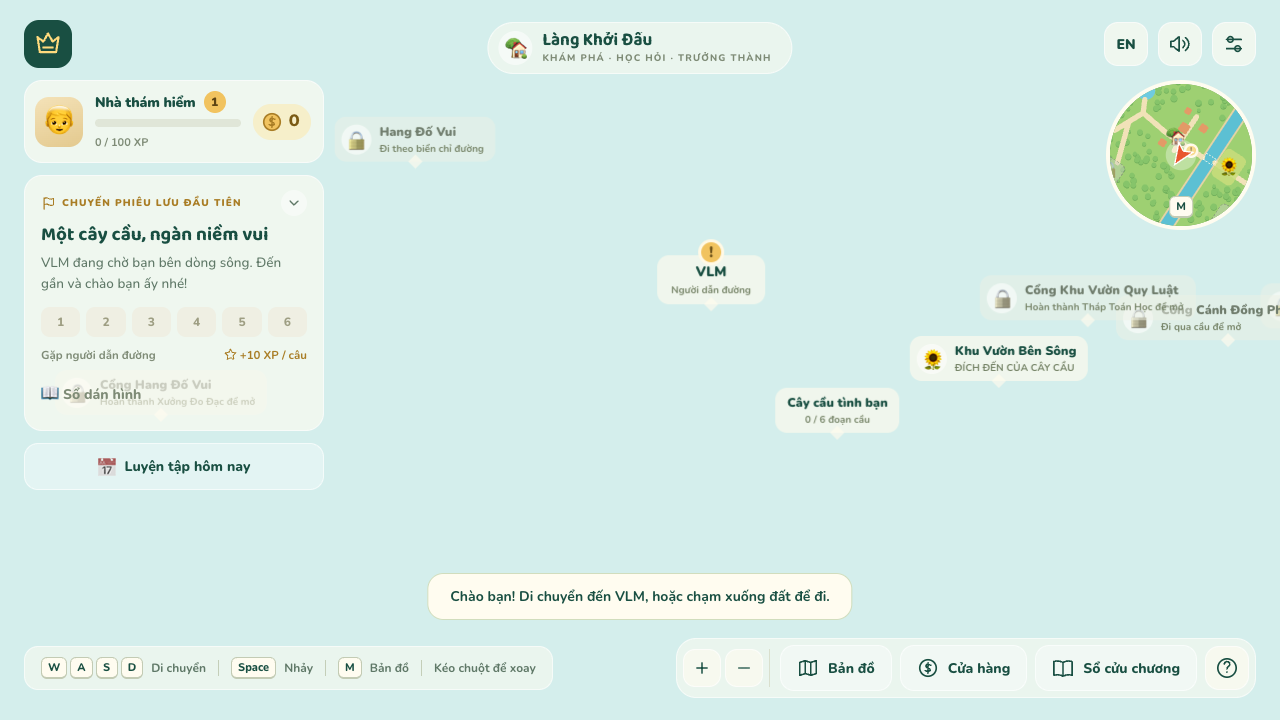 Làng Khởi Đầu
KHÁM PHÁ · HỌC HỎI · TRƯỞNG THÀNH
EN
Nhà thám hiểm 1
0
0 / 100 XP
Hang Đố Vui
Đi theo biển chỉ đường
M
CHUYẾN PHIÊU LƯU ĐẦU TIÊN
Một cây cầu, ngàn niềm vui
VLM đang chờ bạn bên dòng sông. Đến
gần và chào bạn ấy nhé!
1 2 3 4 5 6
Gặp người dẫn đường
+10 XP / câu
Sổ dán hình
Cổng Hang Đố Vui
Hoàn thành Xưởng Đo Đạc để mở
Luyện tập hôm nay
!
VLM
Người dẫn đường
Cổng Khu Vườn Quy Luật
Hoàn thành Tháp Toán Học để mở
Cổng Cánh Đồng Ph
Đi qua cầu để mở
Khu Vườn Bên Sông
ĐÍCH ĐẾN CỦA CÂY CẦU
Cây cầu tình bạn
0 / 6 đoạn cầu
Chào bạn! Di chuyển đến VLM, hoặc chạm xuống đất để đi.
W A S D Di chuyển Space Nhảy M Bản đồ Kéo chuột để xoay
+ − Bản đồ Cửa hàng Sổ cửu chương ?